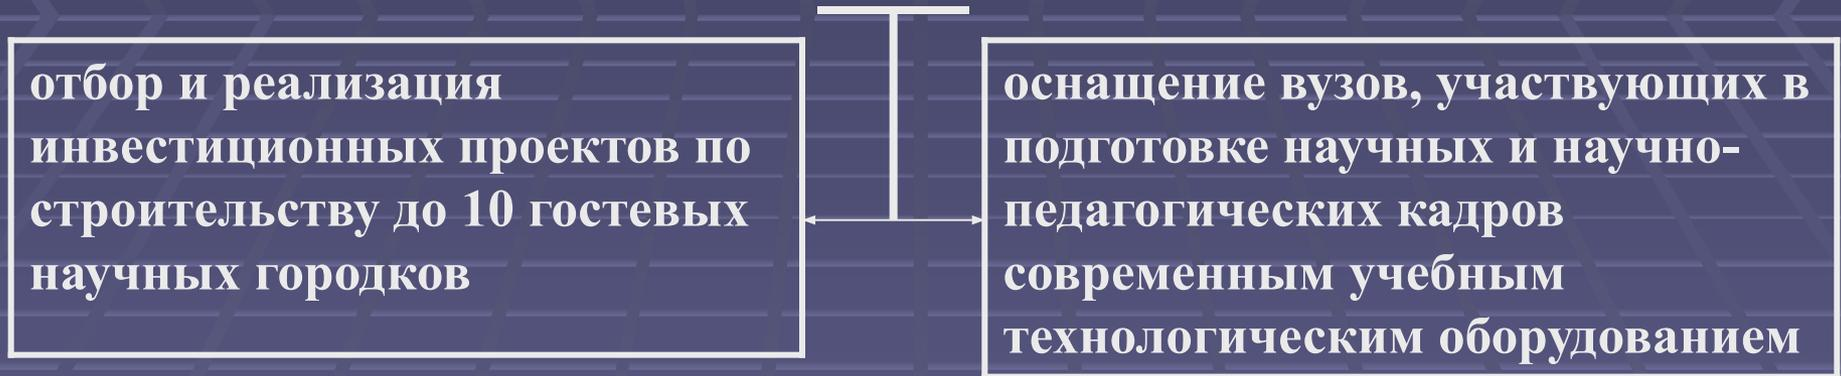 отбор и реализация
инвестиционных проектов по
строительству до 10 гостевых
научных городков
оснащение вузов, участвующих в
подготовке научных и научно-
педагогических кадров
современным учебным
технологическим оборудованием